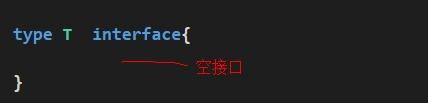 type T  interface{
空接口
}